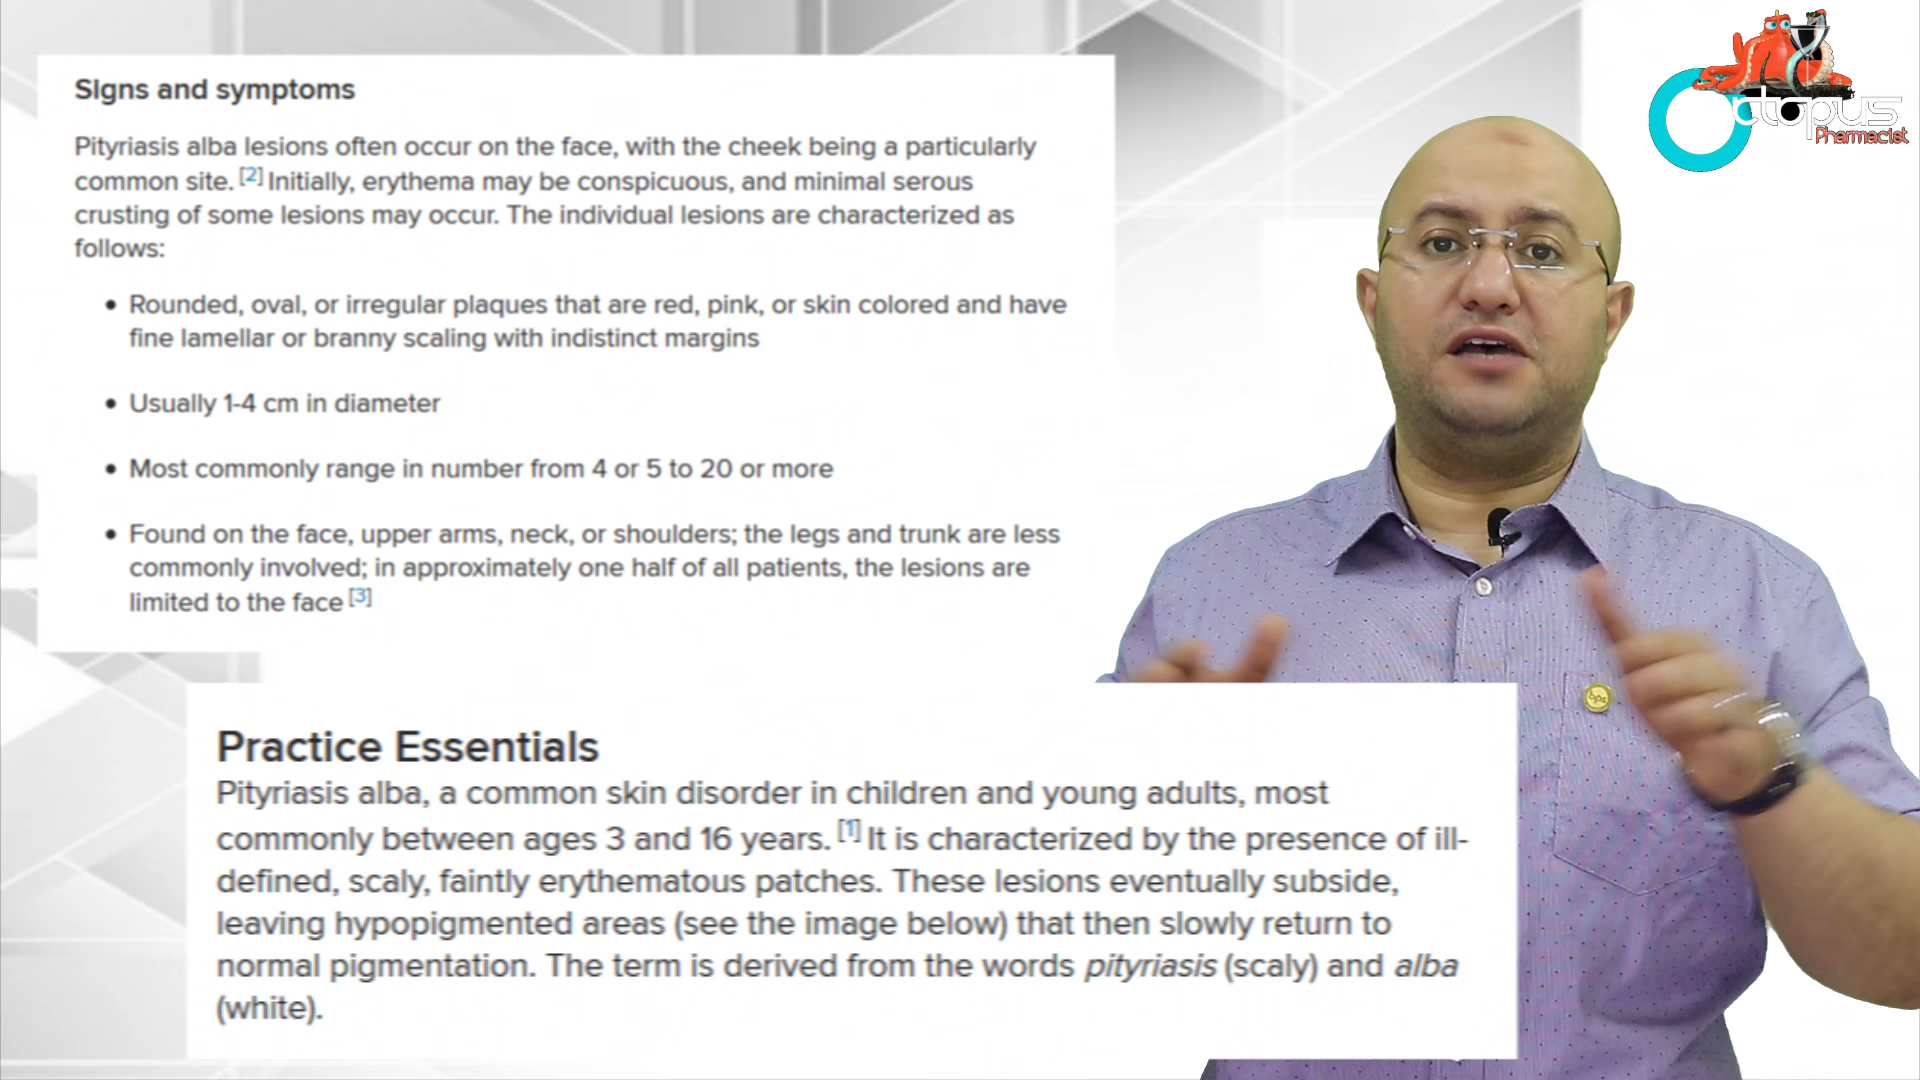 Signs and symptoms
Pityriasis alba lesions often occur on the face, with the cheek being a particularly
common site. [2] Initially, erythema may be conspicuous, and minimal serous
crusting of some lesions may occur. The individual lesions are characterized as
follows:
• Rounded, oval, or irregular plaques that are red, pink, or skin colored and have
fine lamellar or branny scaling with indistinct margins
• Usually 1-4 cm in diameter
• Most commonly range in number from 4 or 5 to 20 or more
• Found on the face, upper arms, neck, or shoulders; the legs and trunk are less
commonly involved; in approximately one half of all patients, the lesions are
limited to the face [3]
Octopus
Pharmacist
bps
Practice Essentials
Pityriasis alba, a common skin disorder in children and young adults, most
commonly between ages 3 and 16 years. [1] It is characterized by the presence of ill-
defined, scaly, faintly erythematous patches. These lesions eventually subside,
leaving hypopigmented areas (see the image below) that then slowly return to
normal pigmentation. The term is derived from the words pityriasis (scaly) and alba
(white).